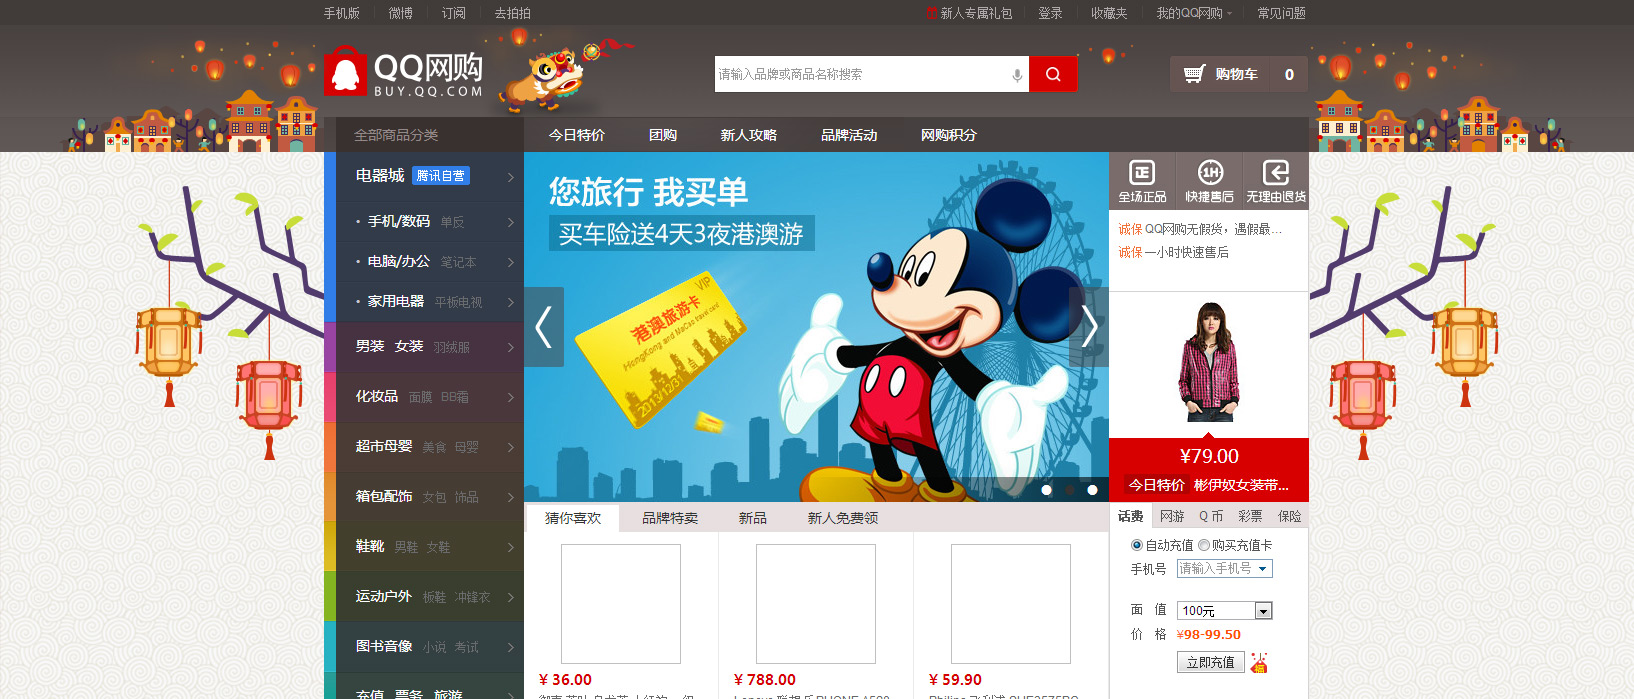 手机版 微博 订阅 去拍拍 新人专属礼包 登录 收藏夹 我的QQ网购 常见问题
QQ网购
BUY.QQ.COM
请输入品牌或商品名称搜索
购物车 0
全部商品分类 今日特价 团购 新人攻略 品牌活动 网购积分
电器城 腾讯自营
手机/数码 单反
电脑/办公 笔记本
家用电器 平板电视
男装 女装 羽绒服
化妆品 面膜 BB霜
超市母婴 美食 母婴
箱包配饰 女包 饰品
鞋靴 男鞋 女鞋
运动户外 板鞋 冲锋衣
图书音像 小说 考试
充值 票务 旅游
您旅行 我买单
买车险送4天3夜港澳游
VIP
港澳旅游卡
HongKong and MaCao travel card
2013/12/31
正 1H
全场正品 快捷售后 无理由退货
诚保 QQ网购无假货，遇假最...
诚保 一小时快速售后
¥79.00
今日特价 彬伊奴女装带...
猜你喜欢 品牌特卖 新品 新人免费领
¥ 36.00
¥ 788.00
¥ 59.90
话费 网游 Q 币 彩票 保险
自动充值 购买充值卡
手机号 请输入手机号
面 值 100元
价 格 ¥98-99.50
立即充值
福